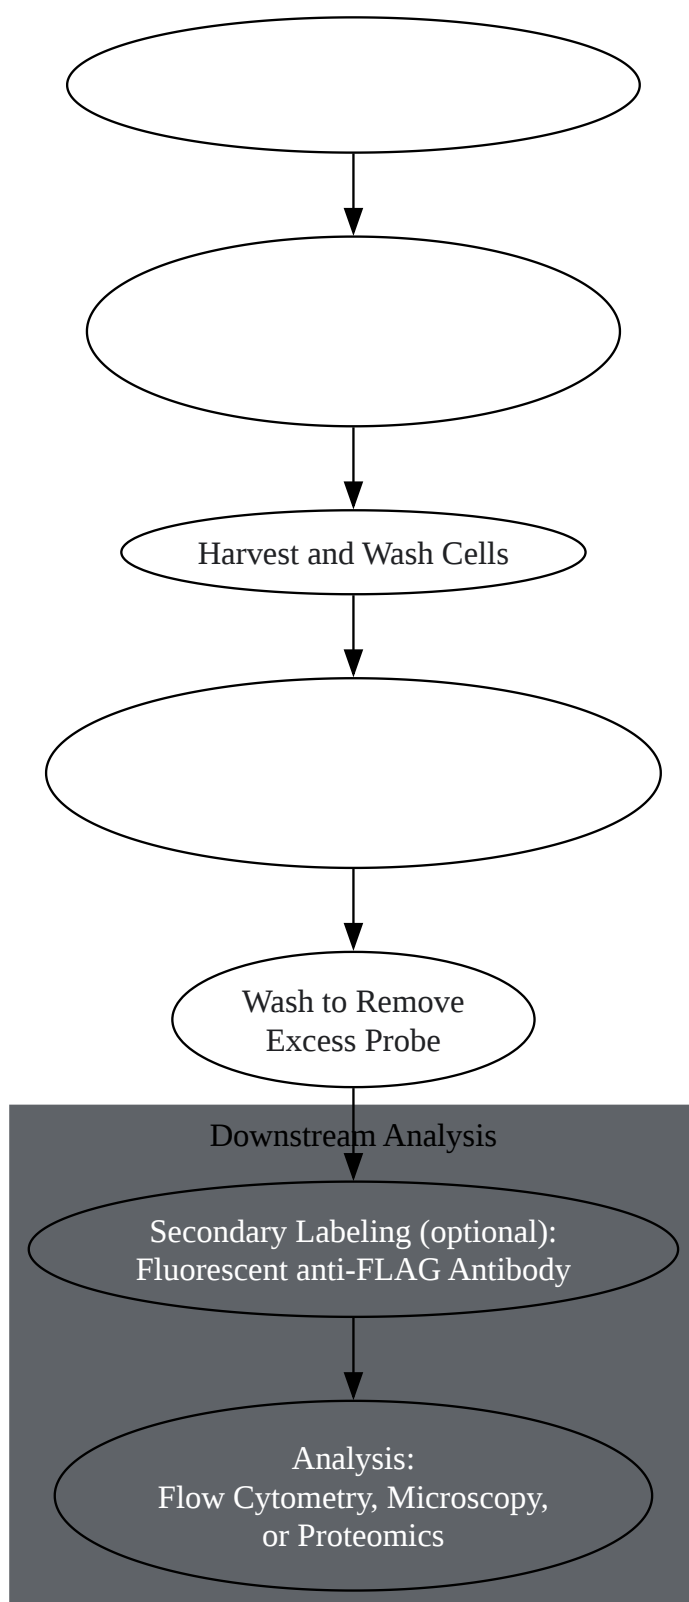 Harvest and Wash Cells
Wash to Remove
Excess Probe
Downstream Analysis
Secondary Labeling (optional):
Fluorescent anti-FLAG Antibody
Analysis:
Flow Cytometry, Microscopy,
or Proteomics